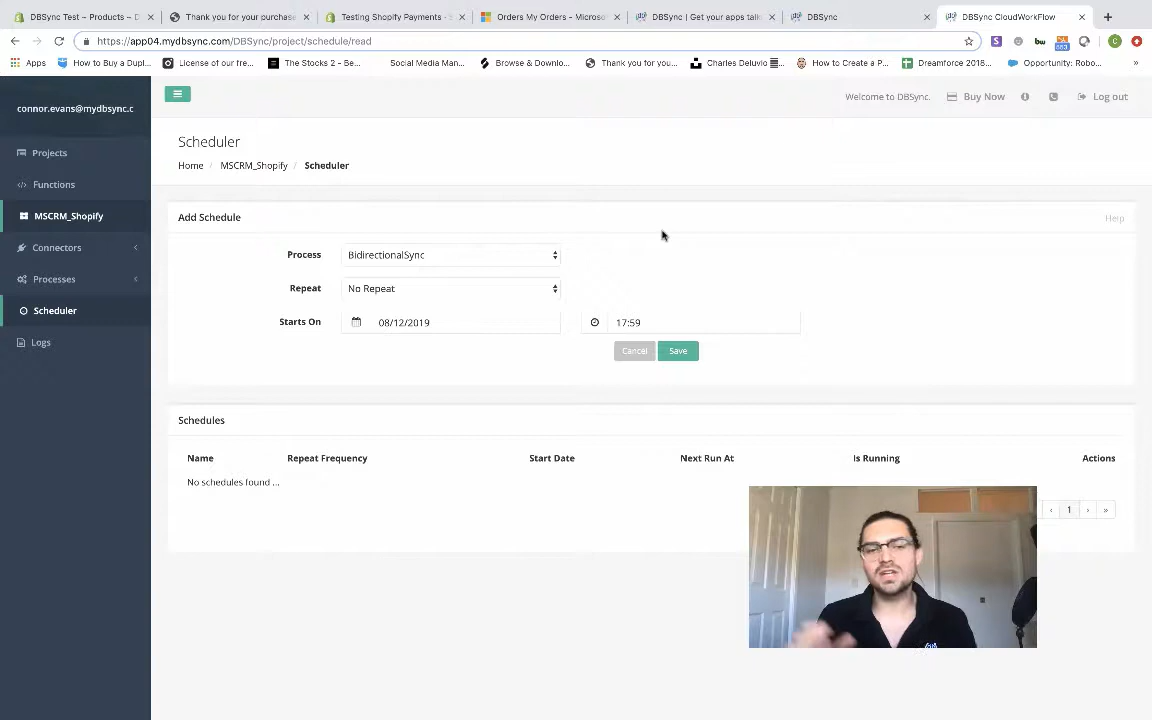 DBSync Test ~ Products ~ D
Thank you for your purchase
Testing Shopify Payments · S
Orders My Orders - Microsof
DBSync | Get your apps talk
DBSync
DBSync CloudWorkFlow
https://app04.mydbsync.com/DBSync/project/schedule/read
Apps
How to Buy a Dupl...
License of our fre...
The Stocks 2 – Be...
Social Media Man...
Browse & Downlo...
Thank you for you...
Charles Deluvio
How to Create a P...
Dreamforce 2018...
Opportunity: Robo...
»
connor.evans@mydbsync.c
Welcome to DBSync.
Buy Now
Log out
Projects
Functions
MSCRM_Shopify
Connectors
Processes
Scheduler
Logs
Scheduler
Home / MSCRM_Shopify / Scheduler
Add Schedule
Help
Process
BidirectionalSync
Repeat
No Repeat
Starts On
08/12/2019
17:59
Cancel
Save
Schedules
Name
Repeat Frequency
Start Date
Next Run At
Is Running
Actions
No schedules found ...
‹ 1 › »